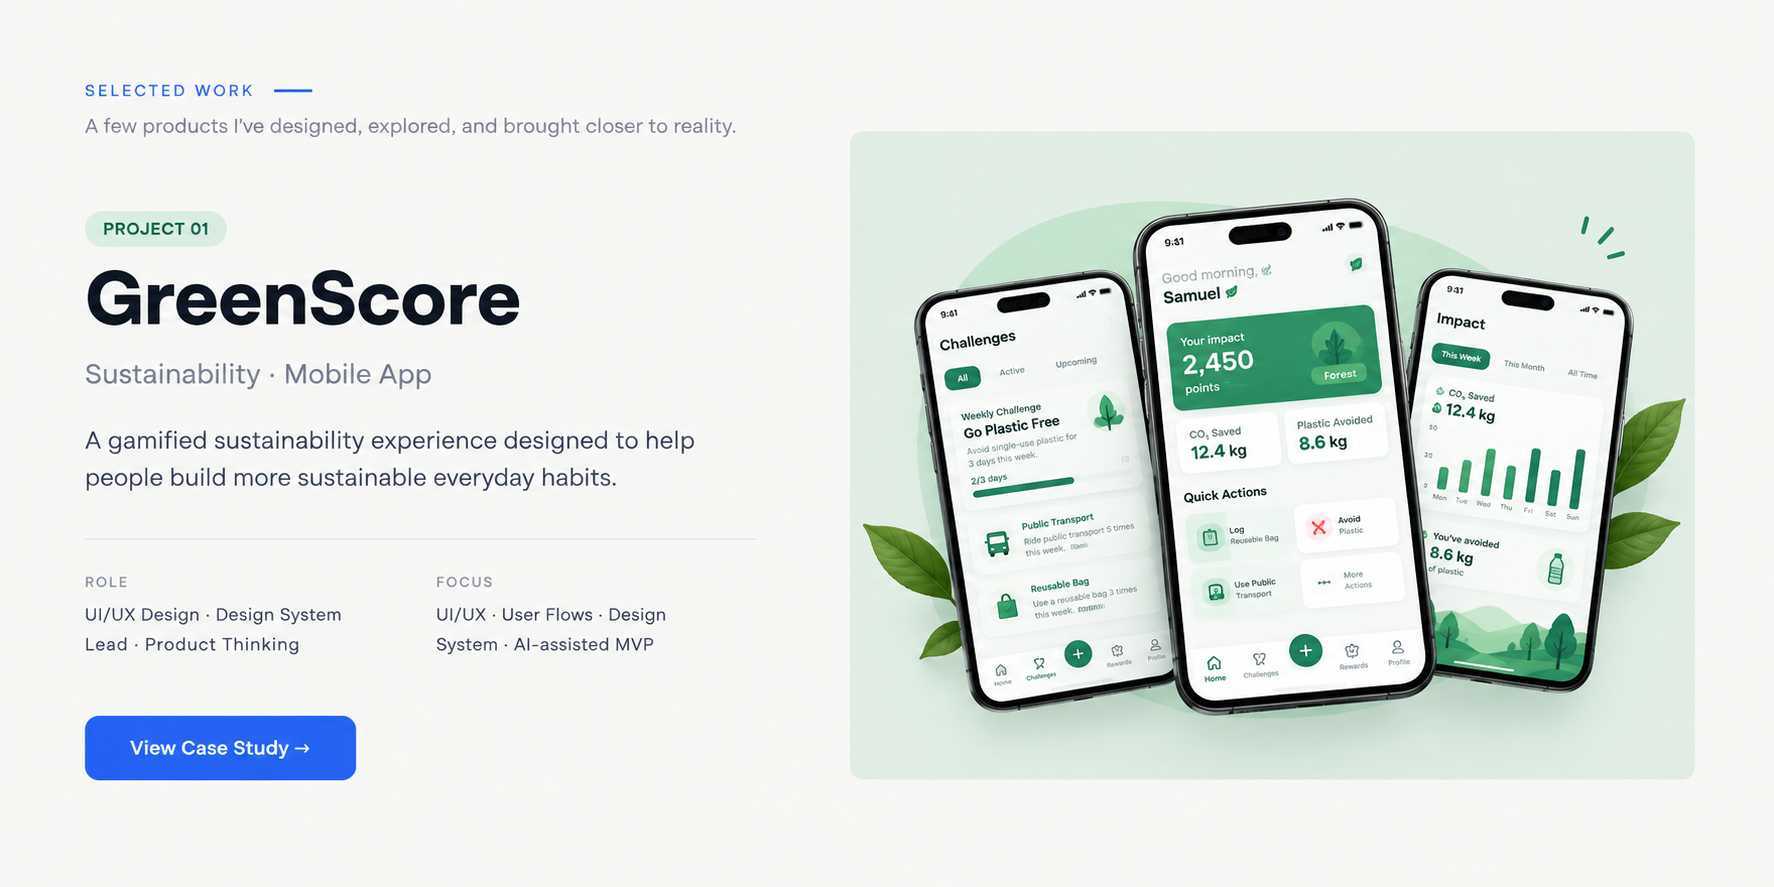 SELECTED WORK
A few products I've designed, explored, and brought closer to reality.
PROJECT 01
GreenScore
Sustainability · Mobile App
A gamified sustainability experience designed to help
people build more sustainable everyday habits.
ROLE
UI/UX Design · Design System
Lead · Product Thinking
FOCUS
UI/UX · User Flows · Design
System · AI-assisted MVP
View Case Study →
Challenges
All
Active
Upcoming
Weekly Challenge
Go Plastic Free
Avoid single-use plastic for
3 days this week.
2/3 days
Public Transport
Ride public transport 5 times
this week.
Reusable Bag
Use a reusable bag 3 times
this week.
Home
Challenges
Rewards
Profile
Good morning,
Samuel
Your impact
2,450
points
Forest
CO₂ Saved
12.4 kg
Plastic Avoided
8.6 kg
Quick Actions
Log
Reusable Bag
Avoid
Plastic
Use Public
Transport
More
Actions
Home
Challenges
Rewards
Profile
Impact
This Week
This Month
All Time
CO₂ Saved
12.4 kg
30
20
0
Mon
Tue
Wed
Thu
Fri
Sat
Sun
You've avoided
8.6 kg
of plastic